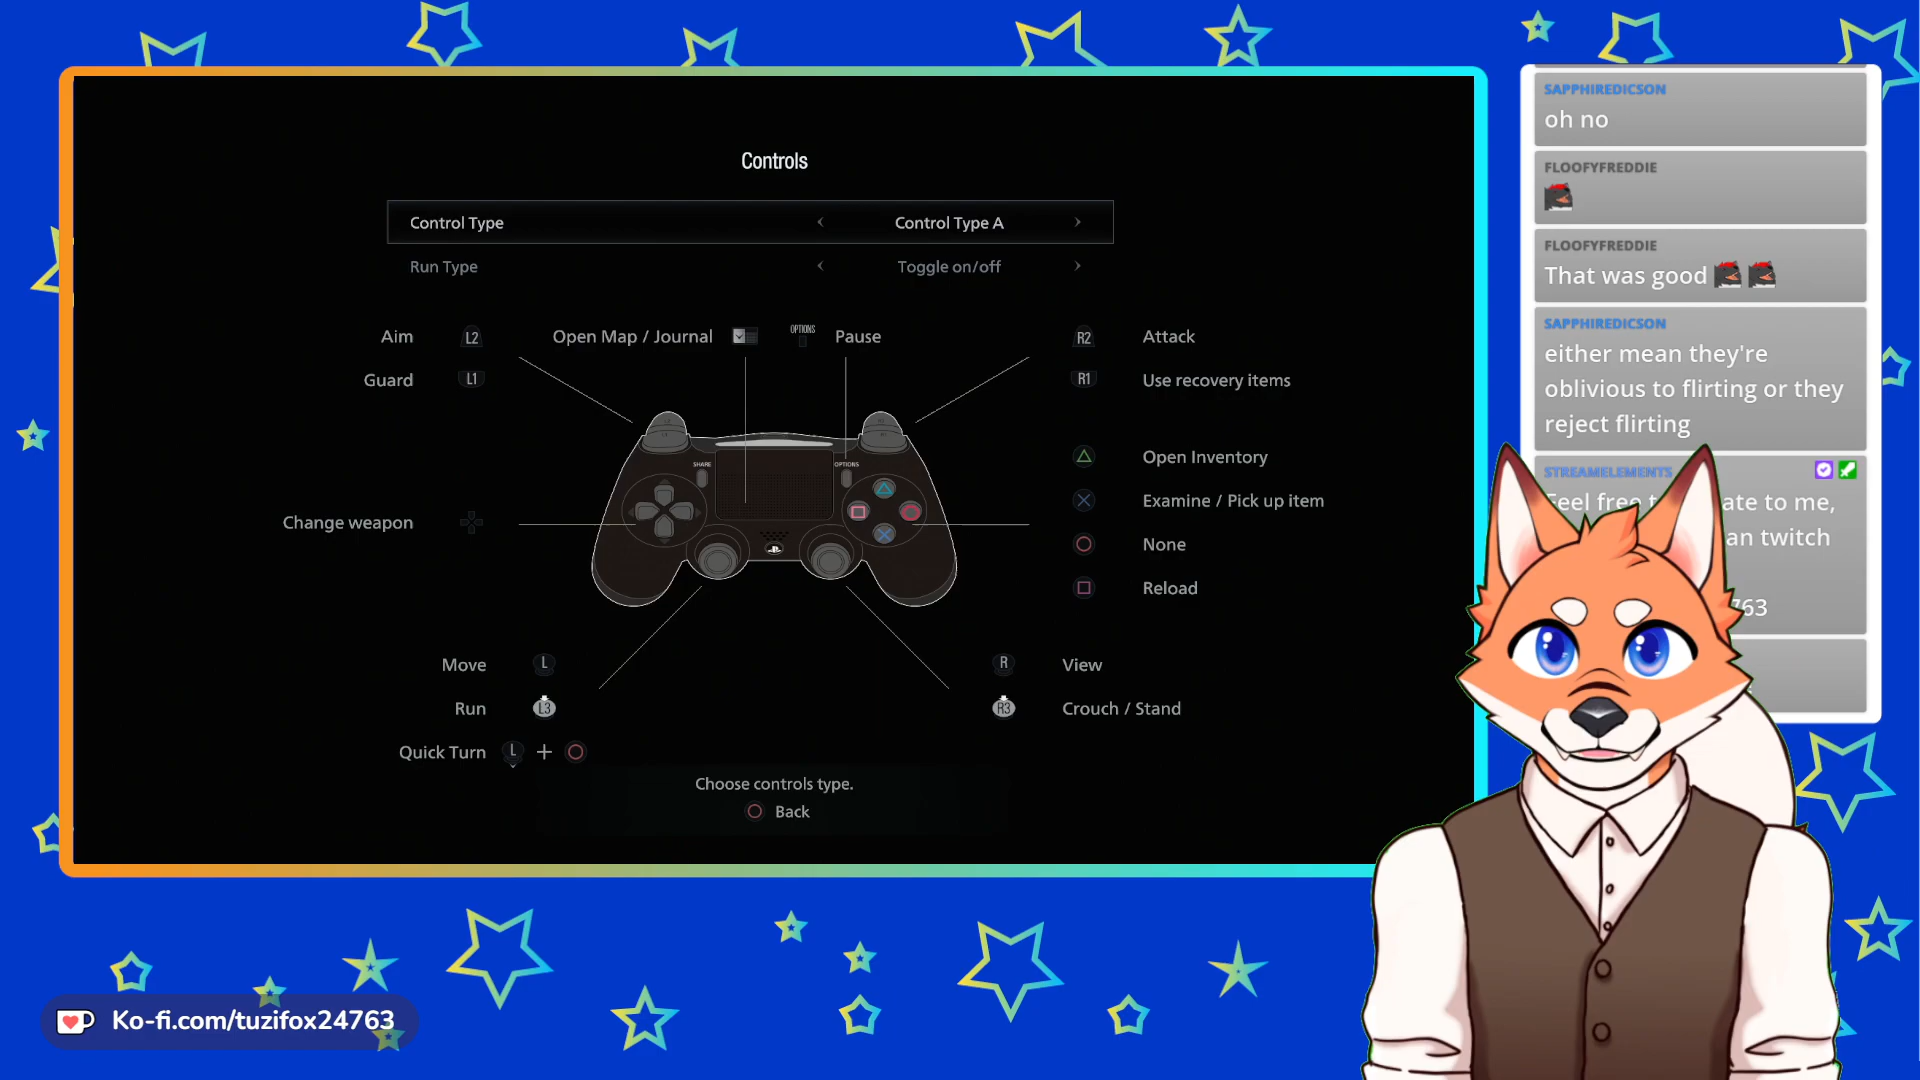 Controls
Control Type
Control Type A
Run Type
Toggle on/off
Aim
L2
Open Map / Journal
OPTIONS
Pause
R2
Attack
Guard
L1
R1
Use recovery items
SHARE
OPTIONS
Open Inventory
Examine / Pick up item
Change weapon
None
Reload
Move
L
R
View
Run
L3
R3
Crouch / Stand
Quick Turn
L
+
Choose controls type.
Back
SAPPHIREDICSON
oh no
FLOOFYFREDDIE
FLOOFYFREDDIE
That was good
SAPPHIREDICSON
either mean they're
oblivious to flirting or they
reject flirting
STREAMELEMENTS
Feel free to me,
an twitch
763
Ko-fi.com/tuzifox24763